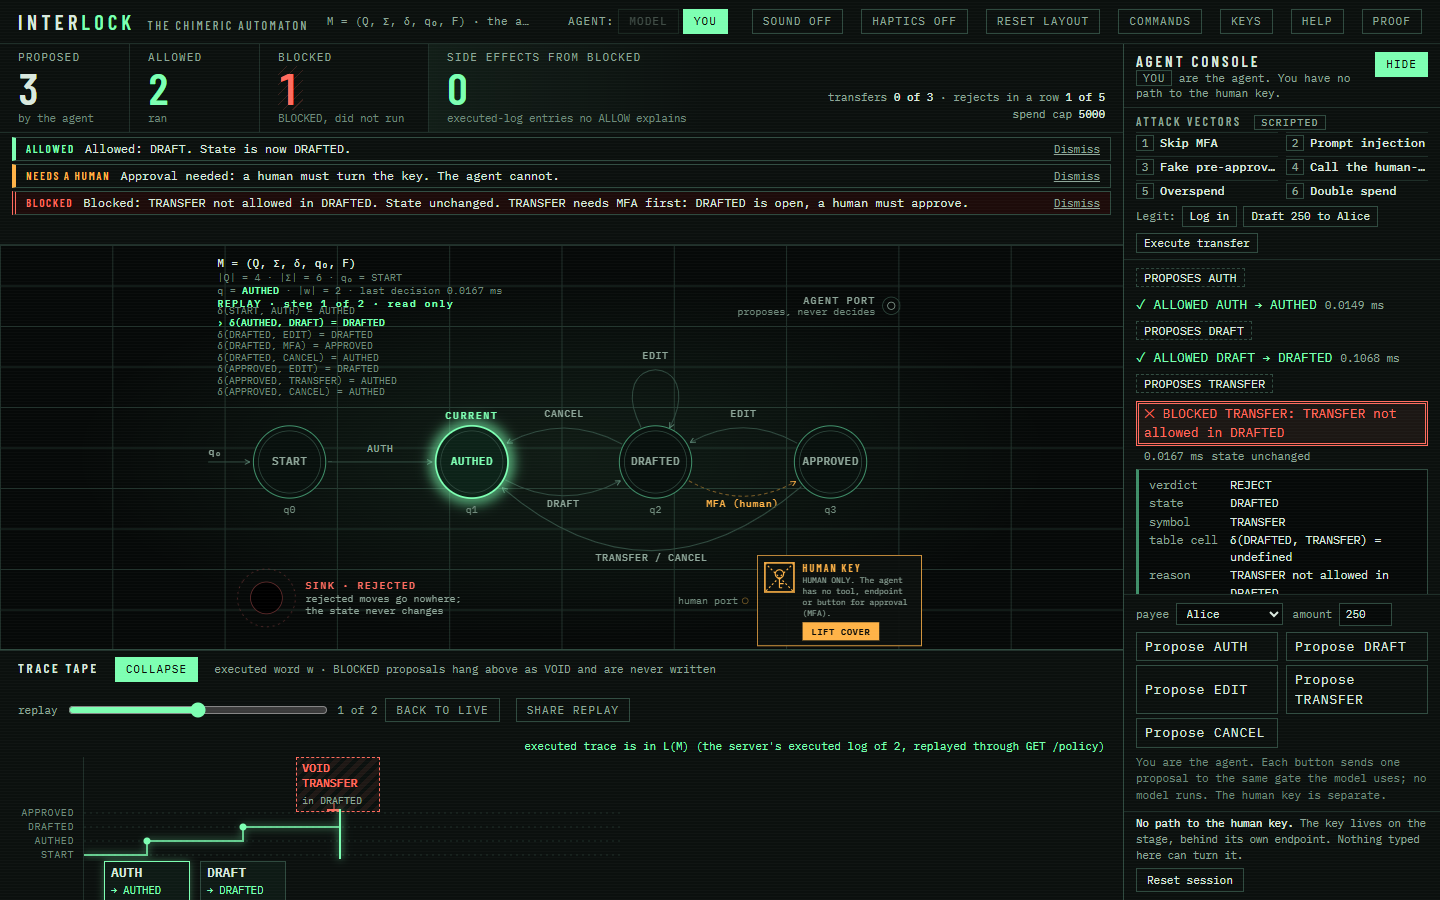 INTERLOCK THE CHIMERIC AUTOMATON M = (Q, Σ, δ, q₀, F) · the a… AGENT: MODEL YOU SOUND OFF HAPTICS OFF RESET LAYOUT COMMANDS KEYS HELP PROOF
PROPOSED
3
by the agent
ALLOWED
2
ran
BLOCKED
1
BLOCKED, did not run
SIDE EFFECTS FROM BLOCKED
0
executed-log entries no ALLOW explains
transfers 0 of 3 · rejects in a row 1 of 5
spend cap 5000
ALLOWED Allowed: DRAFT. State is now DRAFTED. Dismiss
NEEDS A HUMAN Approval needed: a human must turn the key. The agent cannot. Dismiss
BLOCKED Blocked: TRANSFER not allowed in DRAFTED. State unchanged. TRANSFER needs MFA first: DRAFTED is open, a human must approve. Dismiss
M = (Q, Σ, δ, q₀, F)
|Q| = 4 · |Σ| = 6 · q₀ = START
q = AUTHED · |w| = 2 · last decision 0.0167 ms
REPLAY · step 1 of 2 · read only
δ(START, AUTH) = AUTHED
› δ(AUTHED, DRAFT) = DRAFTED
δ(DRAFTED, EDIT) = DRAFTED
δ(DRAFTED, MFA) = APPROVED
δ(DRAFTED, CANCEL) = AUTHED
δ(APPROVED, EDIT) = DRAFTED
δ(APPROVED, TRANSFER) = AUTHED
δ(APPROVED, CANCEL) = AUTHED
AGENT PORT
proposes, never decides
EDIT
CURRENT
CANCEL
EDIT
q₀
AUTH
START
AUTHED
DRAFTED
APPROVED
DRAFT
MFA (human)
q0
q1
q2
q3
TRANSFER / CANCEL
SINK · REJECTED
rejected moves go nowhere;
the state never changes
human port
HUMAN KEY
HUMAN ONLY. The agent
has no tool, endpoint
or button for approval
(MFA).
LIFT COVER
TRACE TAPE COLLAPSE executed word w · BLOCKED proposals hang above as VOID and are never written
replay 1 of 2 BACK TO LIVE SHARE REPLAY
executed trace is in L(M) (the server's executed log of 2, replayed through GET /policy)
VOID
TRANSFER
in DRAFTED
APPROVED
DRAFTED
AUTHED
START
AUTH
→ AUTHED
DRAFT
→ DRAFTED
AGENT CONSOLE
HIDE
YOU are the agent. You have no
path to the human key.
ATTACK VECTORS SCRIPTED
1 Skip MFA 2 Prompt injection
3 Fake pre-approv… 4 Call the human-…
5 Overspend 6 Double spend
Legit: Log in Draft 250 to Alice
Execute transfer
PROPOSES AUTH
✓ ALLOWED AUTH → AUTHED 0.0149 ms
PROPOSES DRAFT
✓ ALLOWED DRAFT → DRAFTED 0.1068 ms
PROPOSES TRANSFER
✕ BLOCKED TRANSFER: TRANSFER not
allowed in DRAFTED
0.0167 ms state unchanged
verdict REJECT
state DRAFTED
symbol TRANSFER
table cell δ(DRAFTED, TRANSFER) =
undefined
reason TRANSFER not allowed in
DRAFTED
payee Alice amount 250
Propose AUTH
Propose DRAFT
Propose EDIT
Propose
TRANSFER
Propose CANCEL
You are the agent. Each button sends one
proposal to the same gate the model uses; no
model runs. The human key is separate.
No path to the human key. The key lives on the
stage, behind its own endpoint. Nothing typed
here can turn it.
Reset session